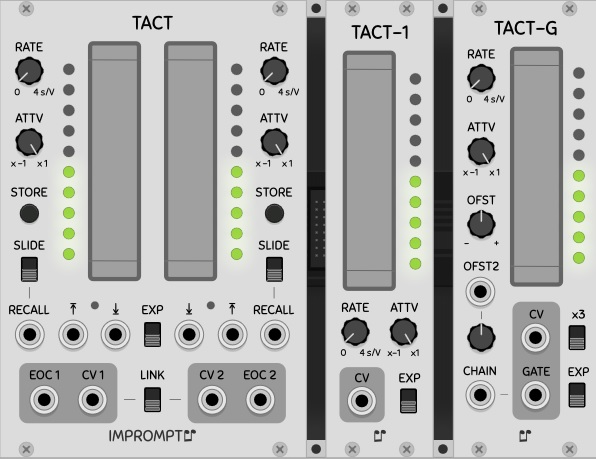 TACT
RATE
0 4 s/V
ATTV
x-1 x1
STORE
SLIDE
RECALL
EXP
RATE
0 4 s/V
ATTV
x-1 x1
STORE
SLIDE
RECALL
EOC 1 CV 1
LINK
CV 2 EOC 2
IMPROMPT
TACT-1
RATE
0 4 s/V
ATTV
x-1 x1
CV
EXP
TACT-G
RATE
0 4 s/V
ATTV
x-1 x1
OFST
- +
OFST2
CHAIN
CV
x3
GATE
EXP